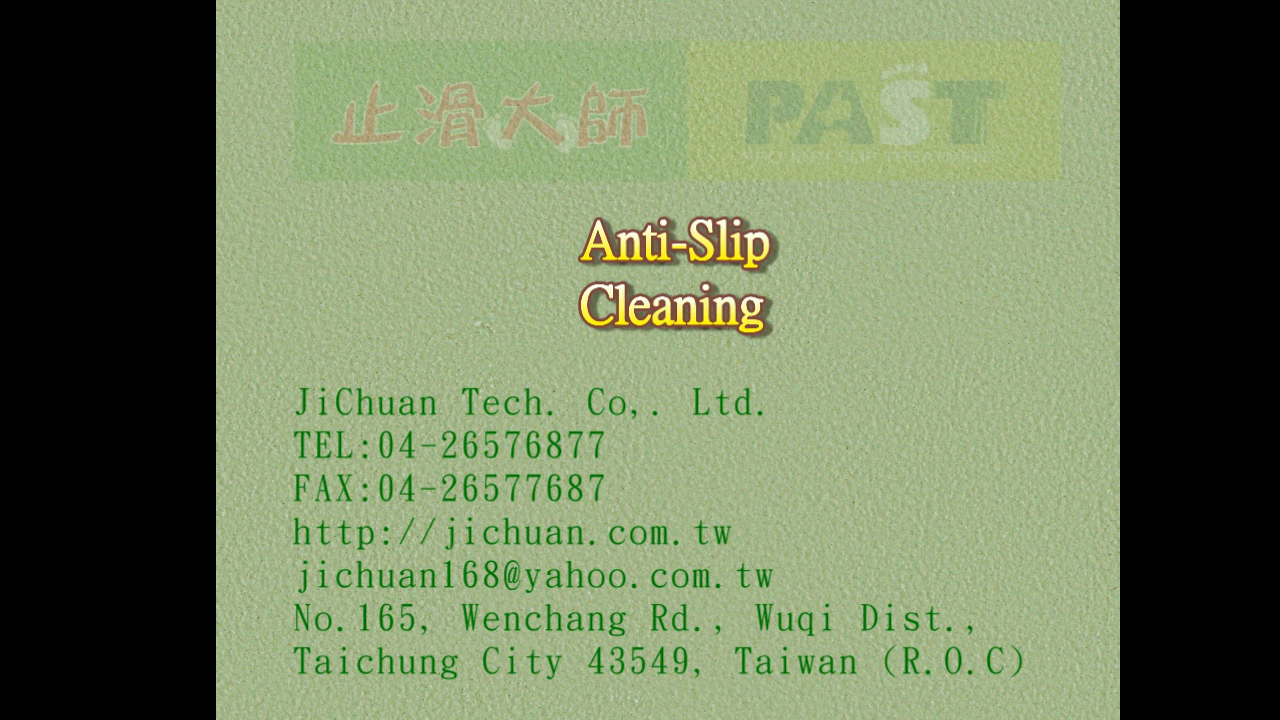 止滑大師
PAST
Anti-Slip
Cleaning
JiChuan Tech. Co,. Ltd.
TEL:04-26576877
FAX:04-26577687
http://jichuan.com.tw
jichuan168@yahoo.com.tw
No.165, Wenchang Rd., Wuqi Dist.,
Taichung City 43549, Taiwan (R.O.C)